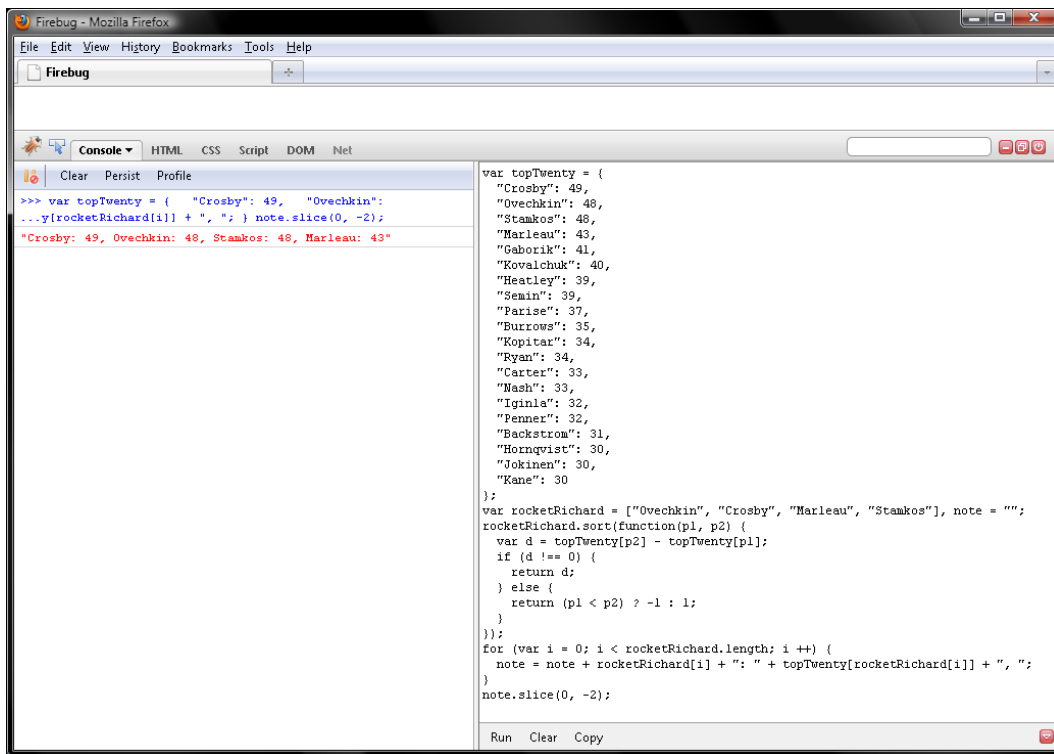 Firebug - Mozilla Firefox
File Edit View History Bookmarks Tools Help
Firebug
Console HTML CSS Script DOM Net
Clear Persist Profile
>>> var topTwenty = {   "Crosby": 49,   "Ovechkin":
...y[rocketRichard[i]] + ", "; } note.slice(0, -2);
"Crosby: 49, Ovechkin: 48, Stamkos: 48, Marleau: 43"
var topTwenty = {
  "Crosby": 49,
  "Ovechkin": 48,
  "Stamkos": 48,
  "Marleau": 43,
  "Gaborik": 41,
  "Kovalchuk": 40,
  "Heatley": 39,
  "Semin": 39,
  "Parise": 37,
  "Burrows": 35,
  "Kopitar": 34,
  "Ryan": 34,
  "Carter": 33,
  "Nash": 33,
  "Iginla": 32,
  "Penner": 32,
  "Backstrom": 31,
  "Hornqvist": 30,
  "Jokinen": 30,
  "Kane": 30
};
var rocketRichard = ["Ovechkin", "Crosby", "Marleau", "Stamkos"], note = "";
rocketRichard.sort(function(p1, p2) {
  var d = topTwenty[p2] - topTwenty[p1];
  if (d !== 0) {
    return d;
  } else {
    return (p1 < p2) ? -1 : 1;
  }
});
for (var i = 0; i < rocketRichard.length; i ++) {
  note = note + rocketRichard[i] + ": " + topTwenty[rocketRichard[i]] + ", ";
}
note.slice(0, -2);
Run Clear Copy